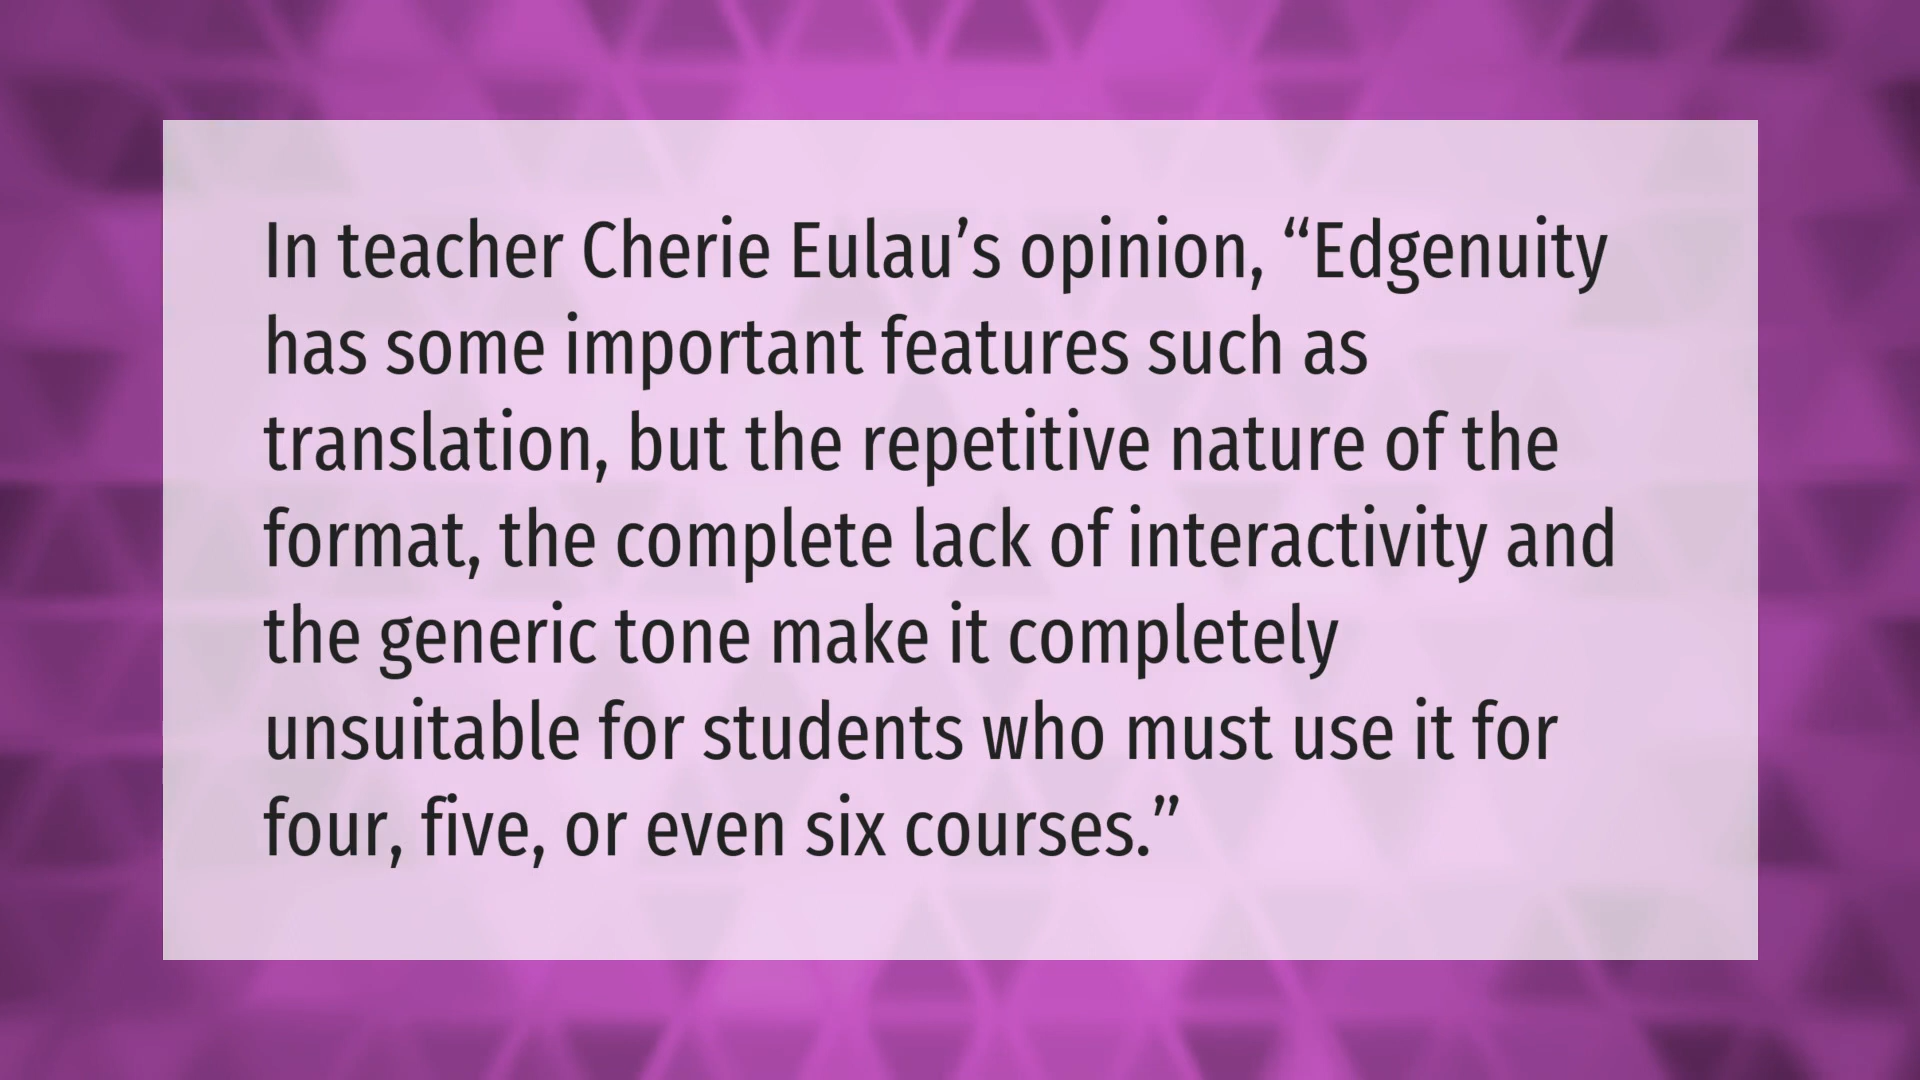 In teacher Cherie Eulau’s opinion, “Edgenuity
has some important features such as
translation, but the repetitive nature of the
format, the complete lack of interactivity and
the generic tone make it completely
unsuitable for students who must use it for
four, five, or even six courses.”